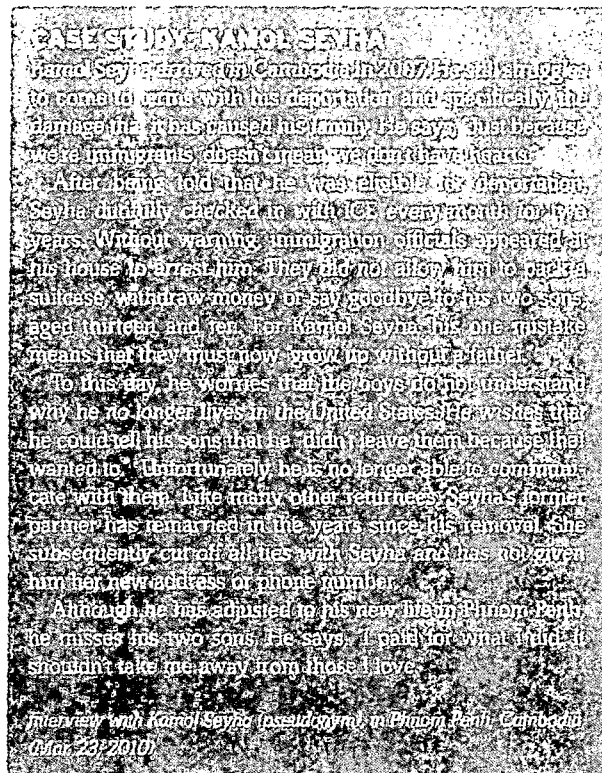 CASE STUDY: KAMOL SEYHA
Kamol Seyha arrived in Cambodia in 2007. He still struggles
to come to terms with his deportation and specifically, the
damage that it has caused his family. He says, "Just because
we're immigrants, doesn't mean we don't have hearts."
After being told that he was eligible for deportation,
Seyha dutifully checked in with ICE every month for two
years. Without warning, immigration officials appeared at
his house to arrest him. They did not allow him to pack a
suitcase, withdraw money or say goodbye to his two sons,
aged thirteen and ten. For Kamol Seyha, his one mistake
means that they must now grow up without a father.
To this day, he worries that the boys do not understand
why he no longer lives in the United States. He wishes that
he could tell his sons that he "didn't leave them because [he]
wanted to." Unfortunately, he is no longer able to communi-
cate with them. Like many other returnees, Seyha's former
partner has remarried in the years since his removal. She
subsequently cut off all ties with Seyha and has not given
him her new address or phone number.
Although he has adjusted to his new life in Phnom Penh,
he misses his two sons. He says, "I paid for what I did. It
shouldn't take me away from those I love."
Interview with Kamol Seyha (pseudonym), in Phnom Penh, Cambodia
(Mar. 23, 2010)